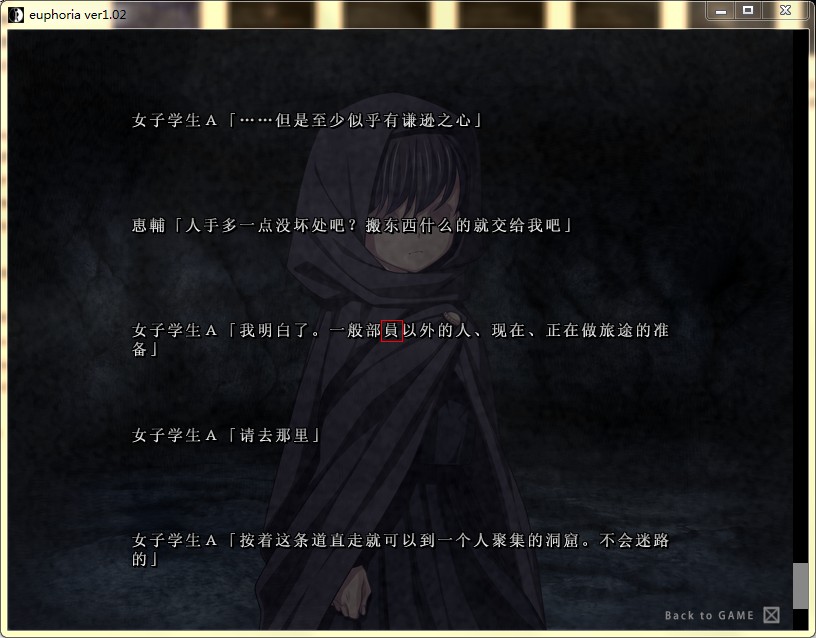 euphoria ver1.02
女子学生Ａ「……但是至少似乎有谦逊之心」
惠輔「人手多一点没坏处吧？搬东西什么的就交给我吧」
女子学生Ａ「我明白了。一般部員以外的人、现在、正在做旅途的准
备」
女子学生Ａ「请去那里」
女子学生Ａ「按着这条道直走就可以到一个人聚集的洞窟。不会迷路
的」
Back to GAME